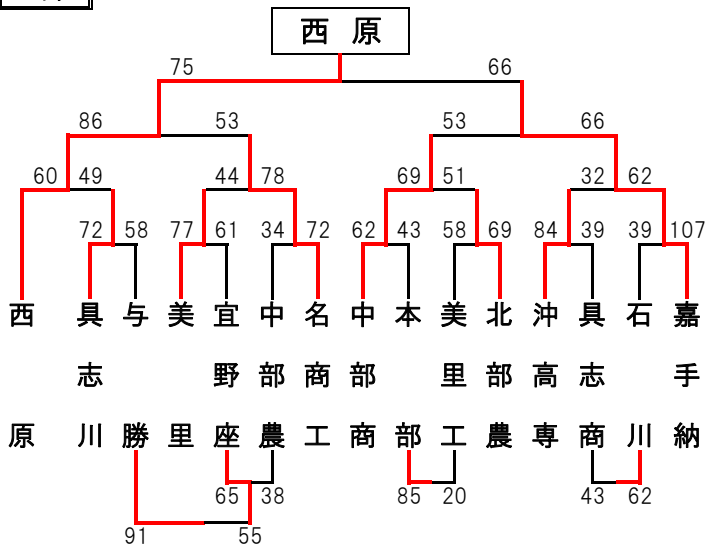 西原
75 66
86 53 53 66
60 49 44 78 69 51 32 62
72 58 77 61 34 72 62 43 58 69 84 39 39 107
西原
具志川
与勝
美里
宜野座
中部農
名商工
中部商
本部
美里工
北部農
沖高専
具志商
石川
嘉手納
65 38 85 20 43 62
91 55